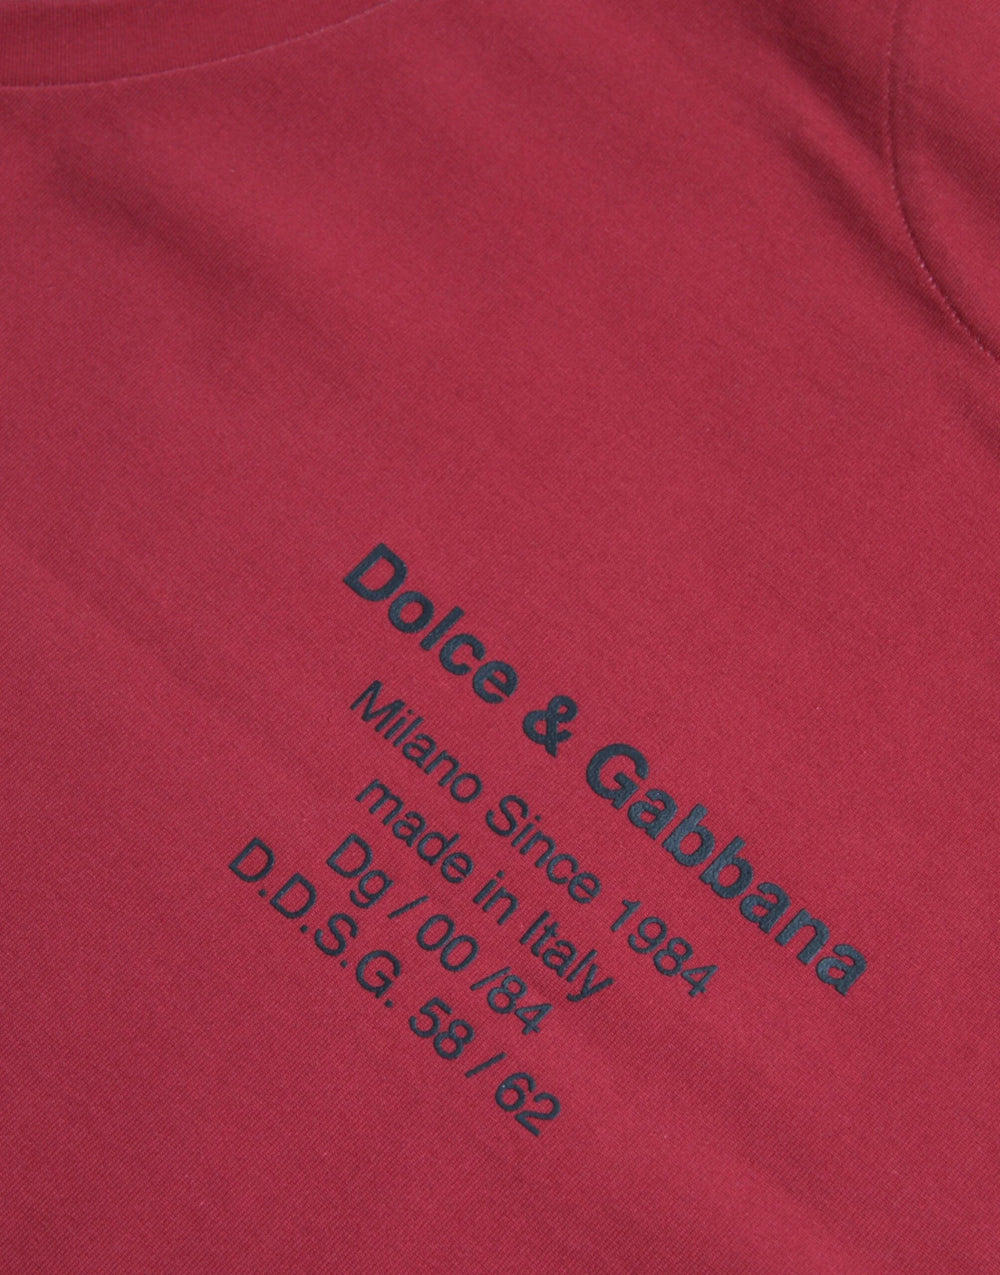 Dolce & Gabbana
Milano Since 1984
made in Italy
Dg / 00 /84
D.D.S.G. 58 / 62